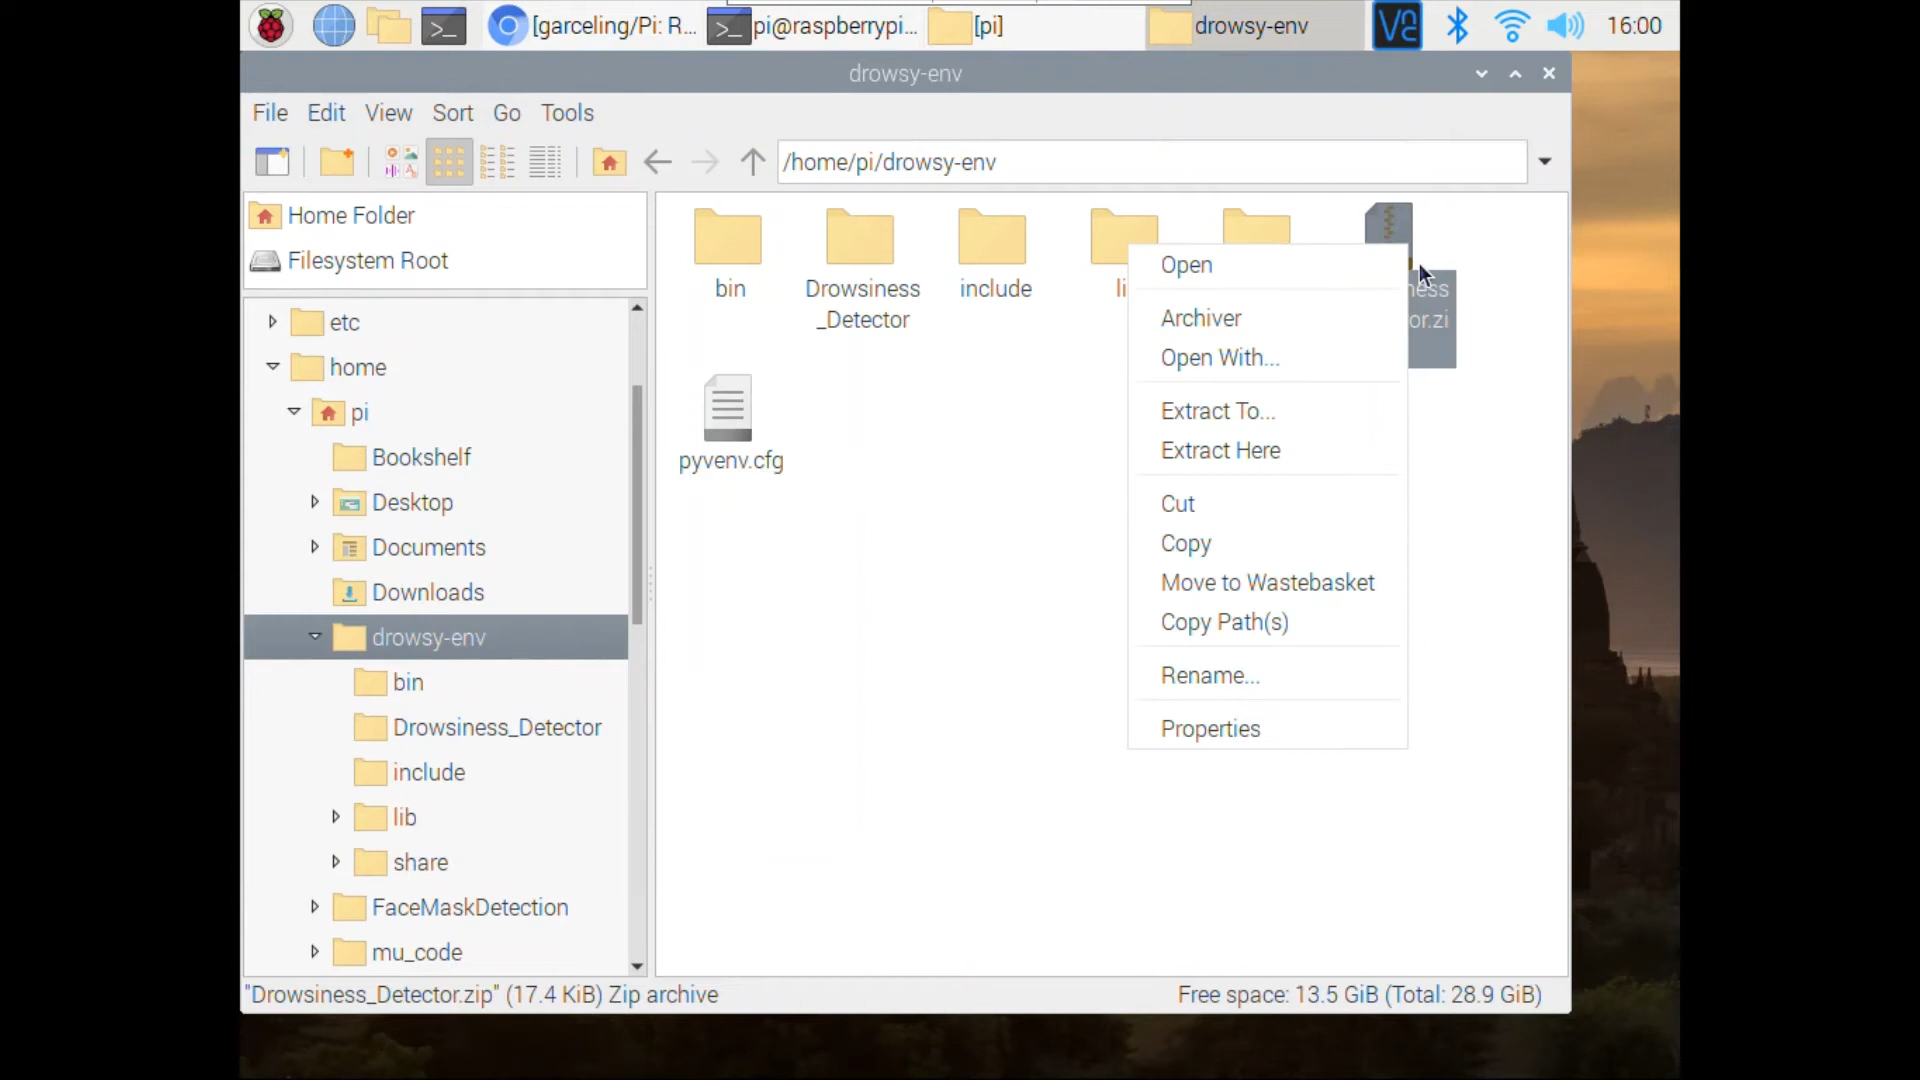 [garceling/Pi: R...
pi@raspberrypi...
[pi]
drowsy-env
16:00
drowsy-env
File Edit View Sort Go Tools
/home/pi/drowsy-env
Home Folder
Filesystem Root
etc
home
pi
Bookshelf
Desktop
Documents
Downloads
drowsy-env
bin
Drowsiness_Detector
include
lib
share
FaceMaskDetection
mu_code
bin
Drowsiness
_Detector
include
li
ness
or.zi
pyvenv.cfg
Open
Archiver
Open With...
Extract To...
Extract Here
Cut
Copy
Move to Wastebasket
Copy Path(s)
Rename...
Properties
"Drowsiness_Detector.zip" (17.4 KiB) Zip archive
Free space: 13.5 GiB (Total: 28.9 GiB)